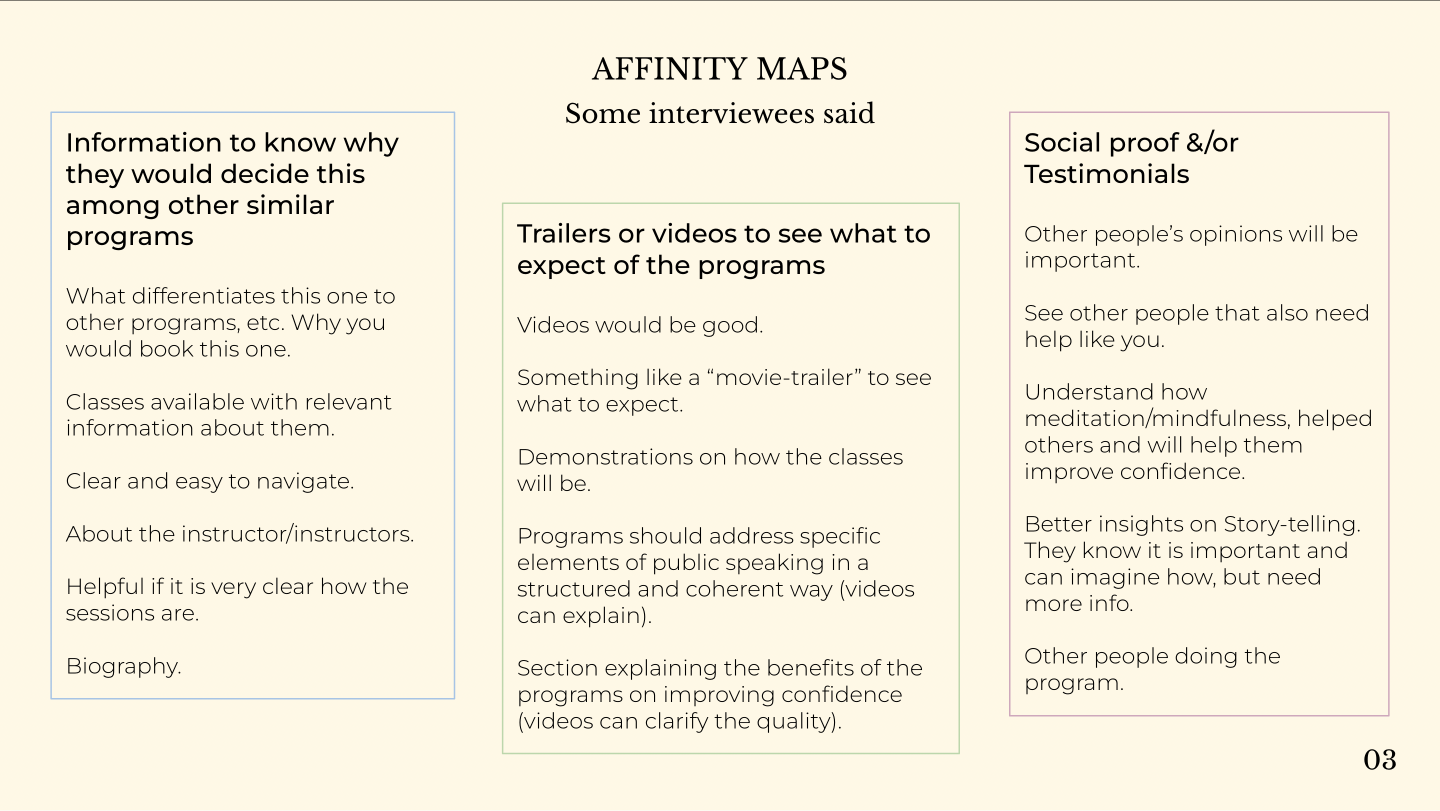 AFFINITY MAPS
Some interviewees said
Information to know why
they would decide this
among other similar
programs
What differentiates this one to
other programs, etc. Why you
would book this one.
Classes available with relevant
information about them.
Clear and easy to navigate.
About the instructor/instructors.
Helpful if it is very clear how the
sessions are.
Biography.
Trailers or videos to see what to
expect of the programs
Videos would be good.
Something like a “movie-trailer” to see
what to expect.
Demonstrations on how the classes
will be.
Programs should address specific
elements of public speaking in a
structured and coherent way (videos
can explain).
Section explaining the benefits of the
programs on improving confidence
(videos can clarify the quality).
Social proof &/or
Testimonials
Other people’s opinions will be
important.
See other people that also need
help like you.
Understand how
meditation/mindfulness, helped
others and will help them
improve confidence.
Better insights on Story-telling.
They know it is important and
can imagine how, but need
more info.
Other people doing the
program.
03